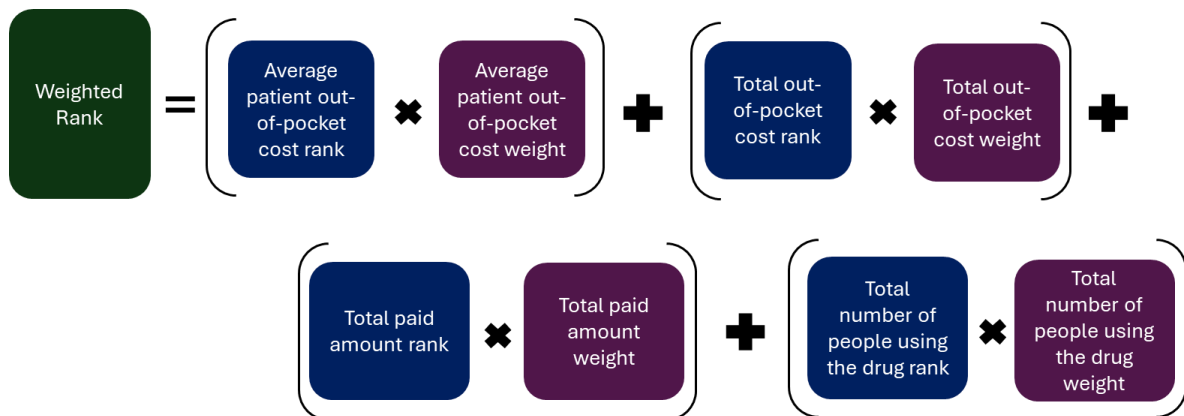 Weighted
Rank
=
Average
patient out-
of-pocket
cost rank
×
Average
patient out-
of-pocket
cost weight
+
Total out-
of-pocket
cost rank
×
Total out-
of-pocket
cost weight
+
Total paid
amount rank
×
Total paid
amount
weight
+
Total
number of
people using
the drug rank
×
Total
number of
people using
the drug
weight